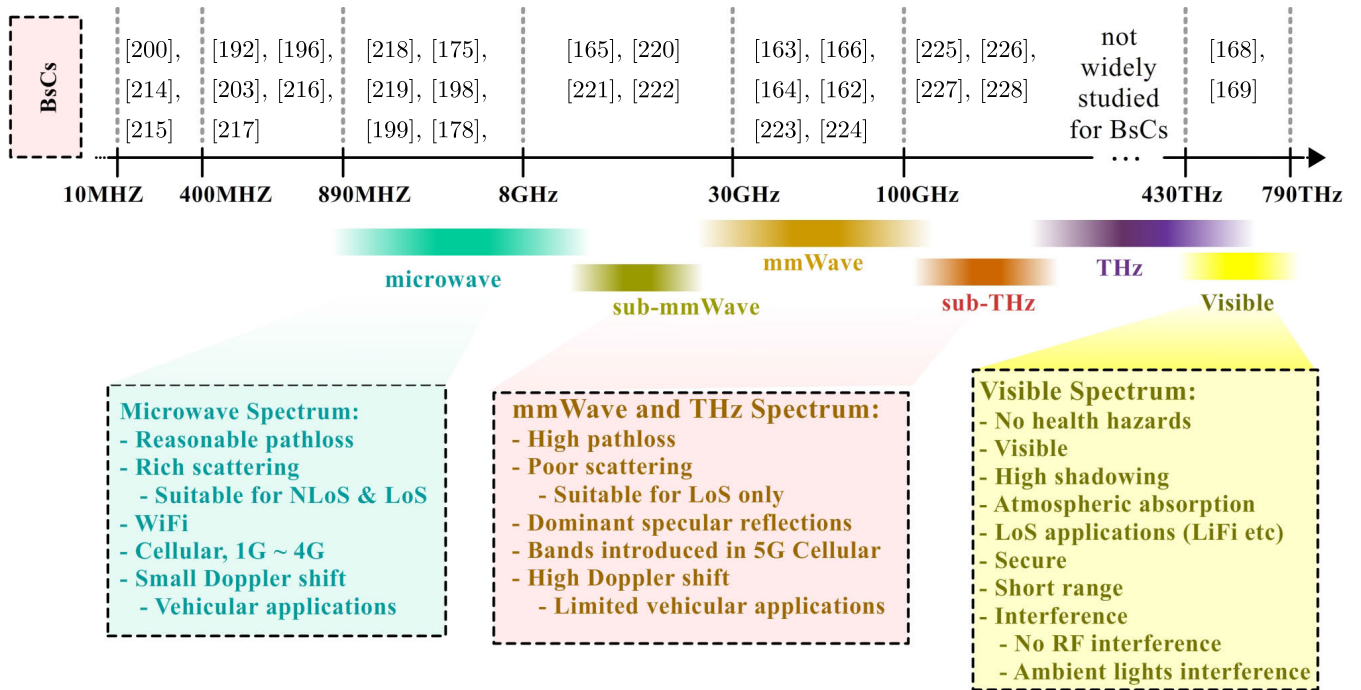 BsCs
[200],
[214],
[215]
[192], [196],
[203], [216],
[217]
[218], [175],
[219], [198],
[199], [178],
[165], [220]
[221], [222]
[163], [166],
[164], [162],
[223], [224]
[225], [226],
[227], [228]
not
widely
studied
for BsCs
[168],
[169]
...
10MHZ 400MHZ 890MHZ 8GHz 30GHz 100GHz 430THz 790THz
microwave
sub-mmWave
mmWave
sub-THz
THz
Visible
Microwave Spectrum:
- Reasonable pathloss
- Rich scattering
- Suitable for NLoS & LoS
- WiFi
- Cellular, 1G ~ 4G
- Small Doppler shift
- Vehicular applications
mmWave and THz Spectrum:
- High pathloss
- Poor scattering
- Suitable for LoS only
- Dominant specular reflections
- Bands introduced in 5G Cellular
- High Doppler shift
- Limited vehicular applications
Visible Spectrum:
- No health hazards
- Visible
- High shadowing
- Atmospheric absorption
- LoS applications (LiFi etc)
- Secure
- Short range
- Interference
- No RF interference
- Ambient lights interference